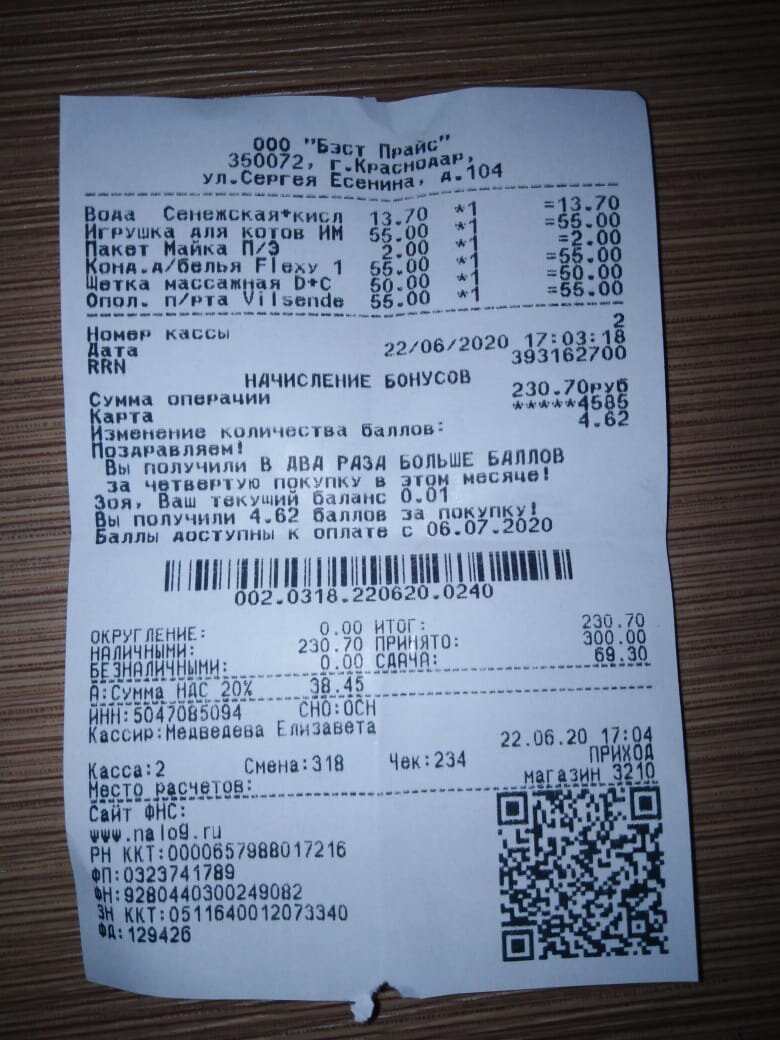 ООО "Бэст Прайс"
350072, г.Краснодар,
ул.Сергея Есенина, д.104
Вода Сенежская*кисл 13.70 *1 =13.70
Игрушка для котов ИМ 55.00 *1 =55.00
Пакет Майка П/Э 2.00 *1 =2.00
Конд.д/белья Flexy 1 55.00 *1 =55.00
Щетка массажная D+C 50.00 *1 =50.00
Опол. п/рта Vilsende 55.00 *1 =55.00
Номер кассы 2
Дата 22/06/2020 17:03:18
RRN 393162700
НАЧИСЛЕНИЕ БОНУСОВ
Сумма операции 230.70руб
Карта *****4585
Изменение количества баллов: 4.62
Поздравляем!
Вы получили В ДВА РАЗА БОЛЬШЕ БАЛЛОВ
за четвертую покупку в этом месяце!
Зоя, Ваш текущий баланс 0.01
Вы получили 4.62 баллов за покупку!
Баллы доступны к оплате с 06.07.2020
002.0318.220620.0240
ОКРУГЛЕНИЕ: 0.00 ИТОГ: 230.70
НАЛИЧНЫМИ: 230.70 ПРИНЯТО: 300.00
БЕЗНАЛИЧНЫМИ: 0.00 СДАЧА: 69.30
А:Сумма НДС 20% 38.45
ИНН:5047085094 СНО:ОСН
Кассир:Медведева Елизавета
22.06.20 17:04
Касса:2 Смена:318 Чек:234 ПРИХОД
Место расчетов: магазин 3210
Сайт ФНС:
www.nalog.ru
РН ККТ:0000657988017216
ФП:0323741789
ФН:9280440300249082
ЗН ККТ:0511640012073340
ФД:129426